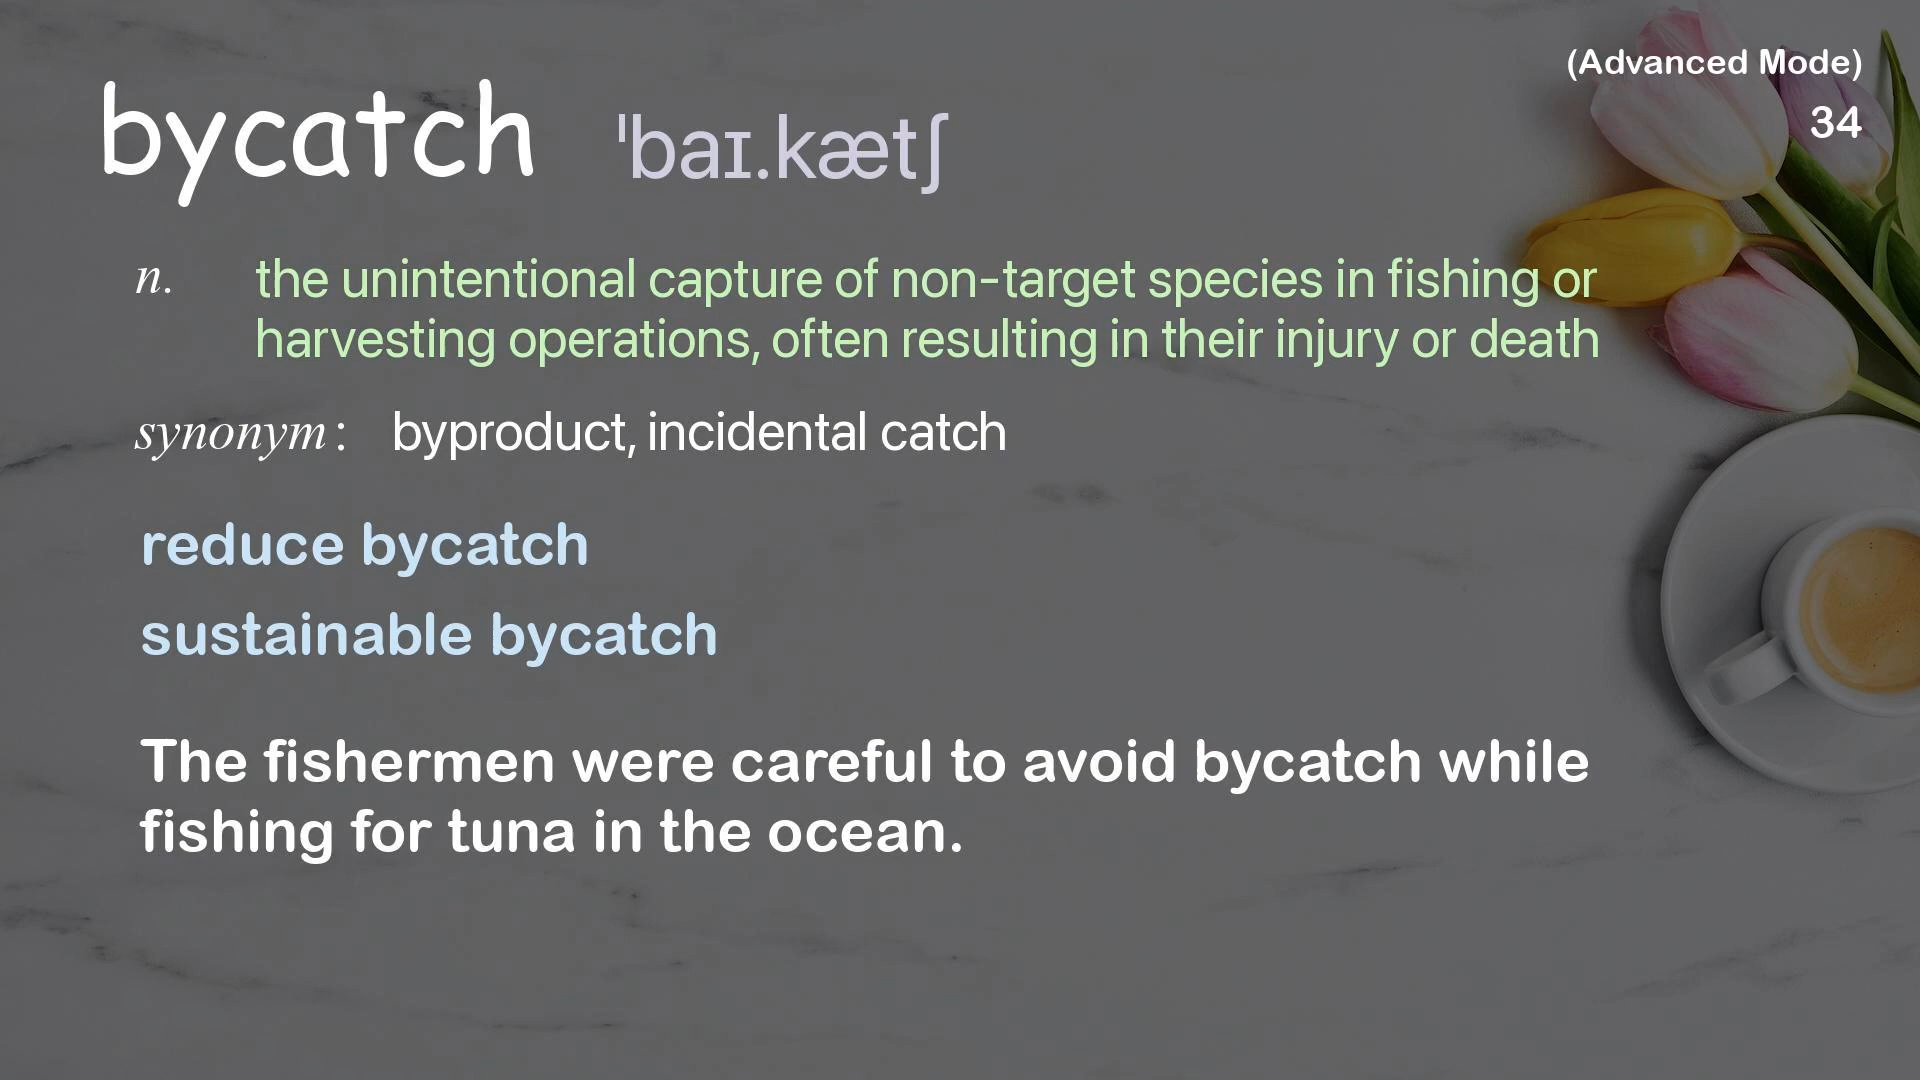 (Advanced Mode)
34
bycatch ˈbaɪ.kætʃ
n. the unintentional capture of non-target species in fishing or
harvesting operations, often resulting in their injury or death
synonym: byproduct, incidental catch
reduce bycatch
sustainable bycatch
The fishermen were careful to avoid bycatch while
fishing for tuna in the ocean.